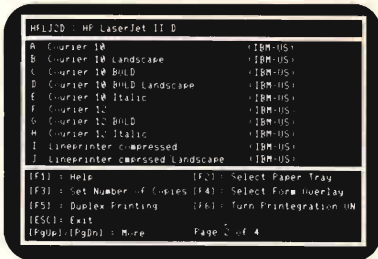 HPLJ2D : HP LaserJet II D
A Courier 10 (IBM-US)
B Courier 10 Landscape (IBM-US)
C Courier 10 BOLD (IBM-US)
D Courier 10 BOLD Landscape (IBM-US)
E Courier 10 Italic (IBM-US)
F Courier 12 (IBM-US)
G Courier 12 BOLD (IBM-US)
H Courier 12 Italic (IBM-US)
I Lineprinter compressed (IBM-US)
J Lineprinter cmprssed Landscape (IBM-US)
[F1] : Help [F2] : Select Paper Tray
[F3] : Set Number of Copies [F4] : Select Form Overlay
[F5] : Duplex Printing [F6] : Turn Printegration ON
[ESC] : Exit
[PgUp]/[PgDn] : More Page 2 of 4